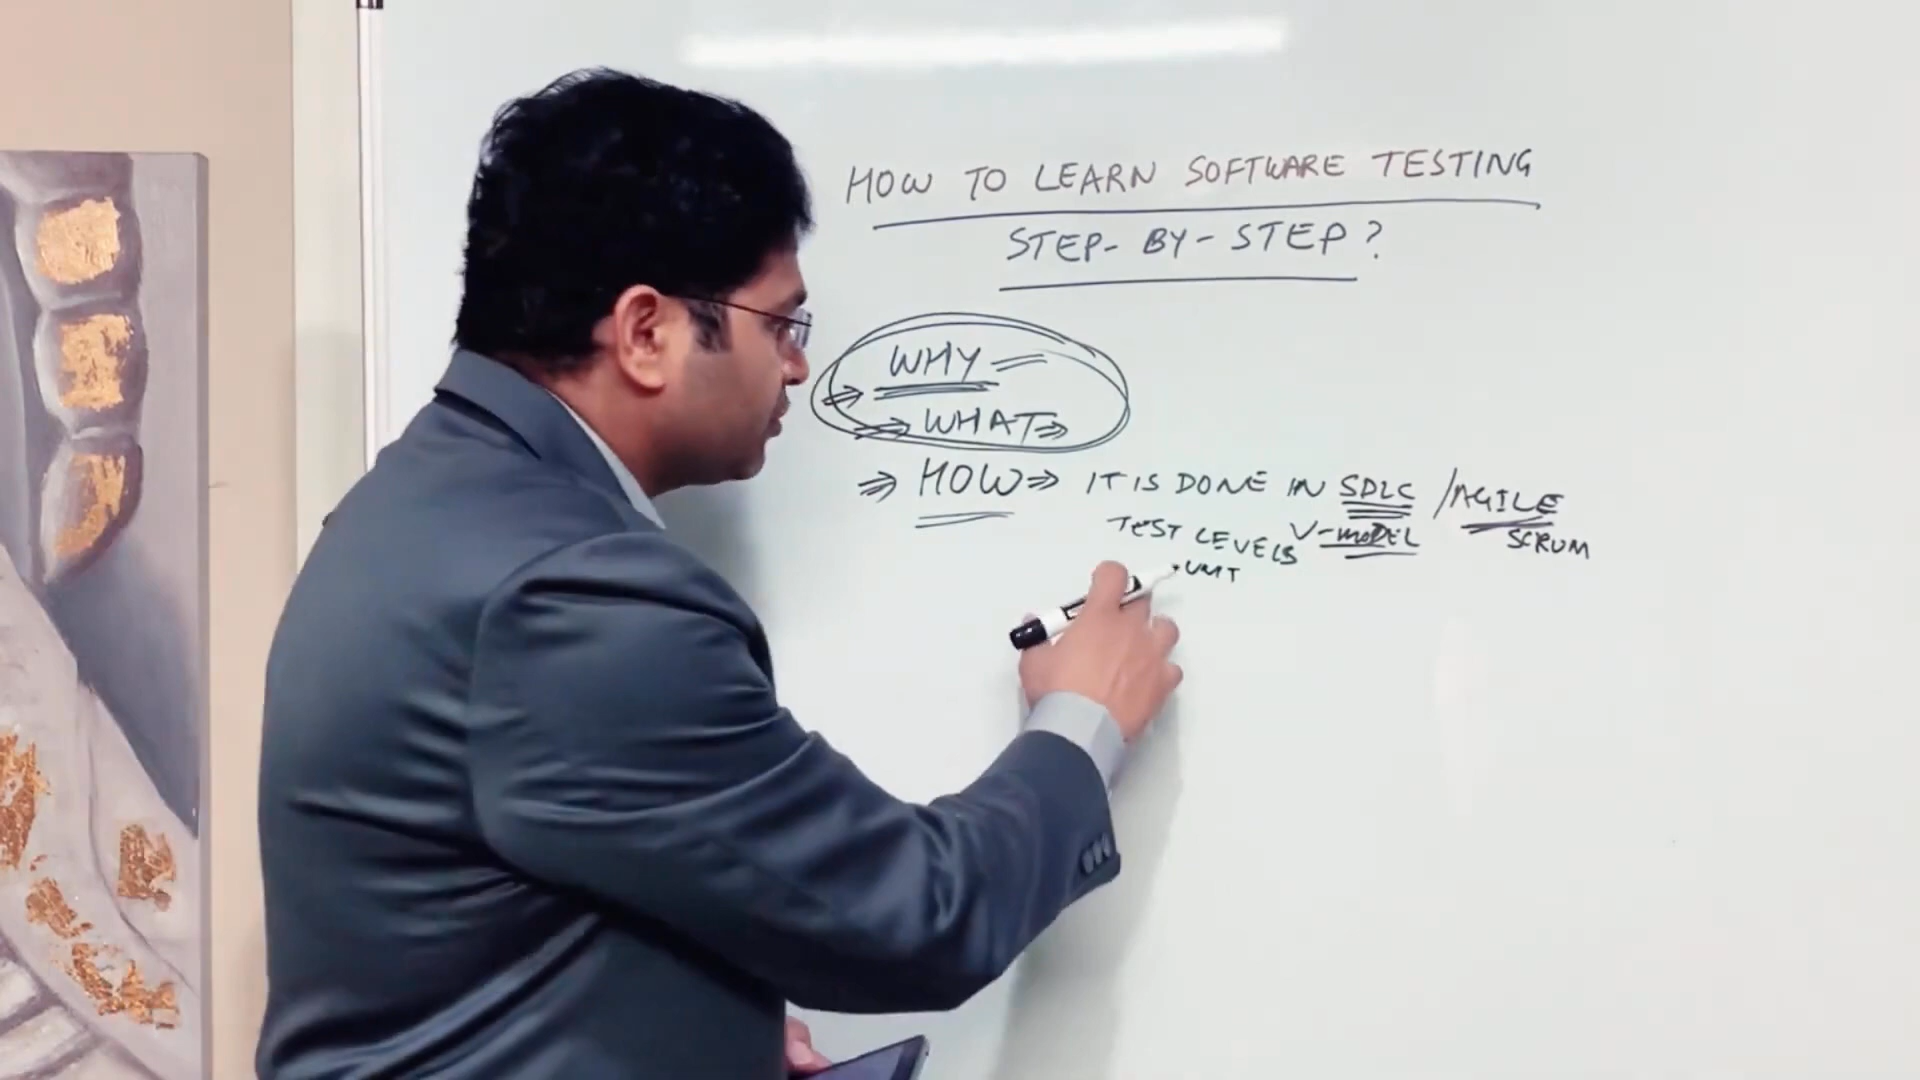 HOW TO LEARN SOFTWARE TESTING
STEP-BY-STEP?
WHY
WHAT
HOW IT IS DONE IN SDLC / AGILE
TEST LEVELS V-MODEL SCRUM
UNIT